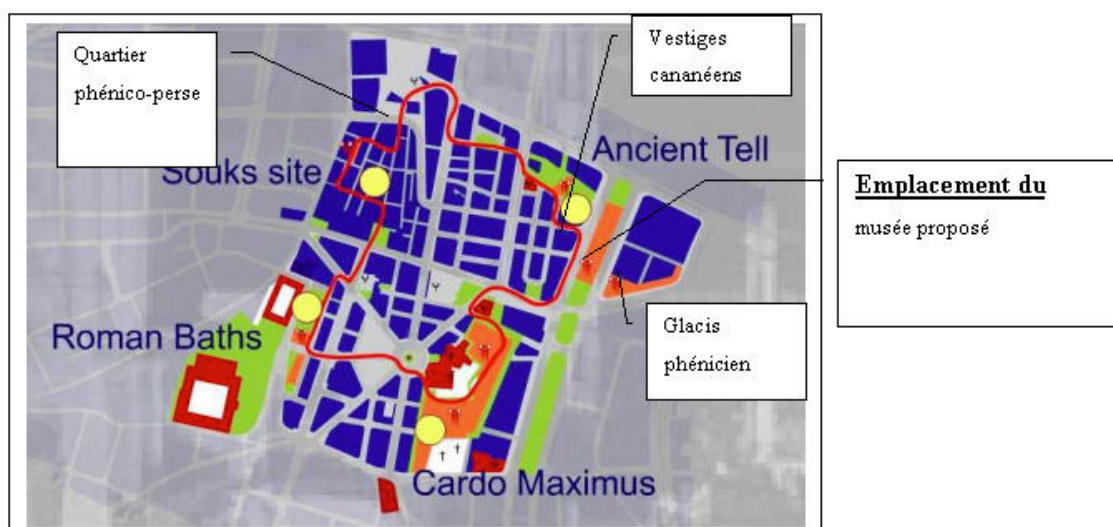 Quartier
phénico-perse
Vestiges
cananéens
Souks site
Ancient Tell
Emplacement du
musée proposé
Roman Baths
Glacis
phénicien
Cardo Maximus